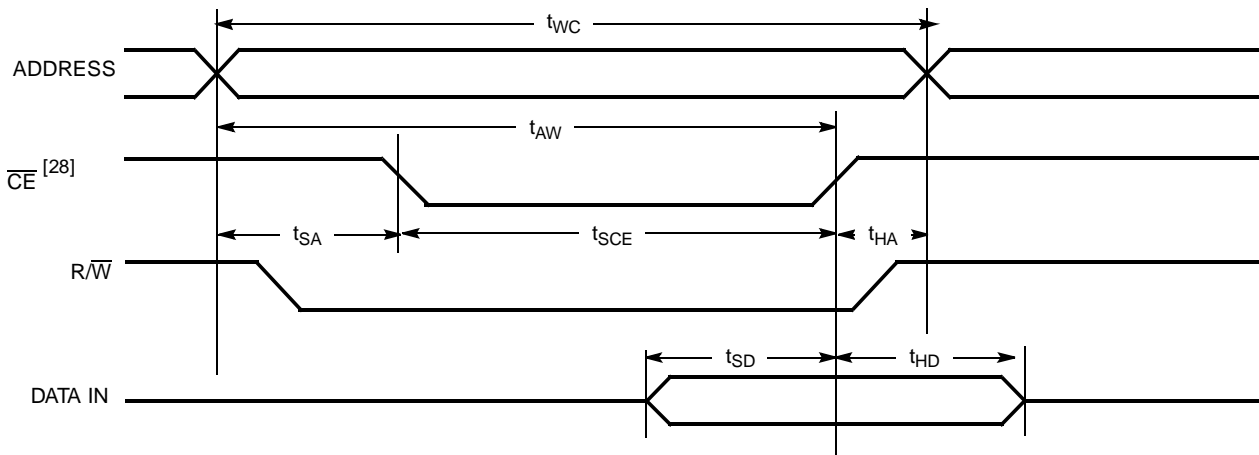 tWC
ADDRESS
tAW
CE [28]
tSA tSCE tHA
R/W
tSD tHD
DATA IN